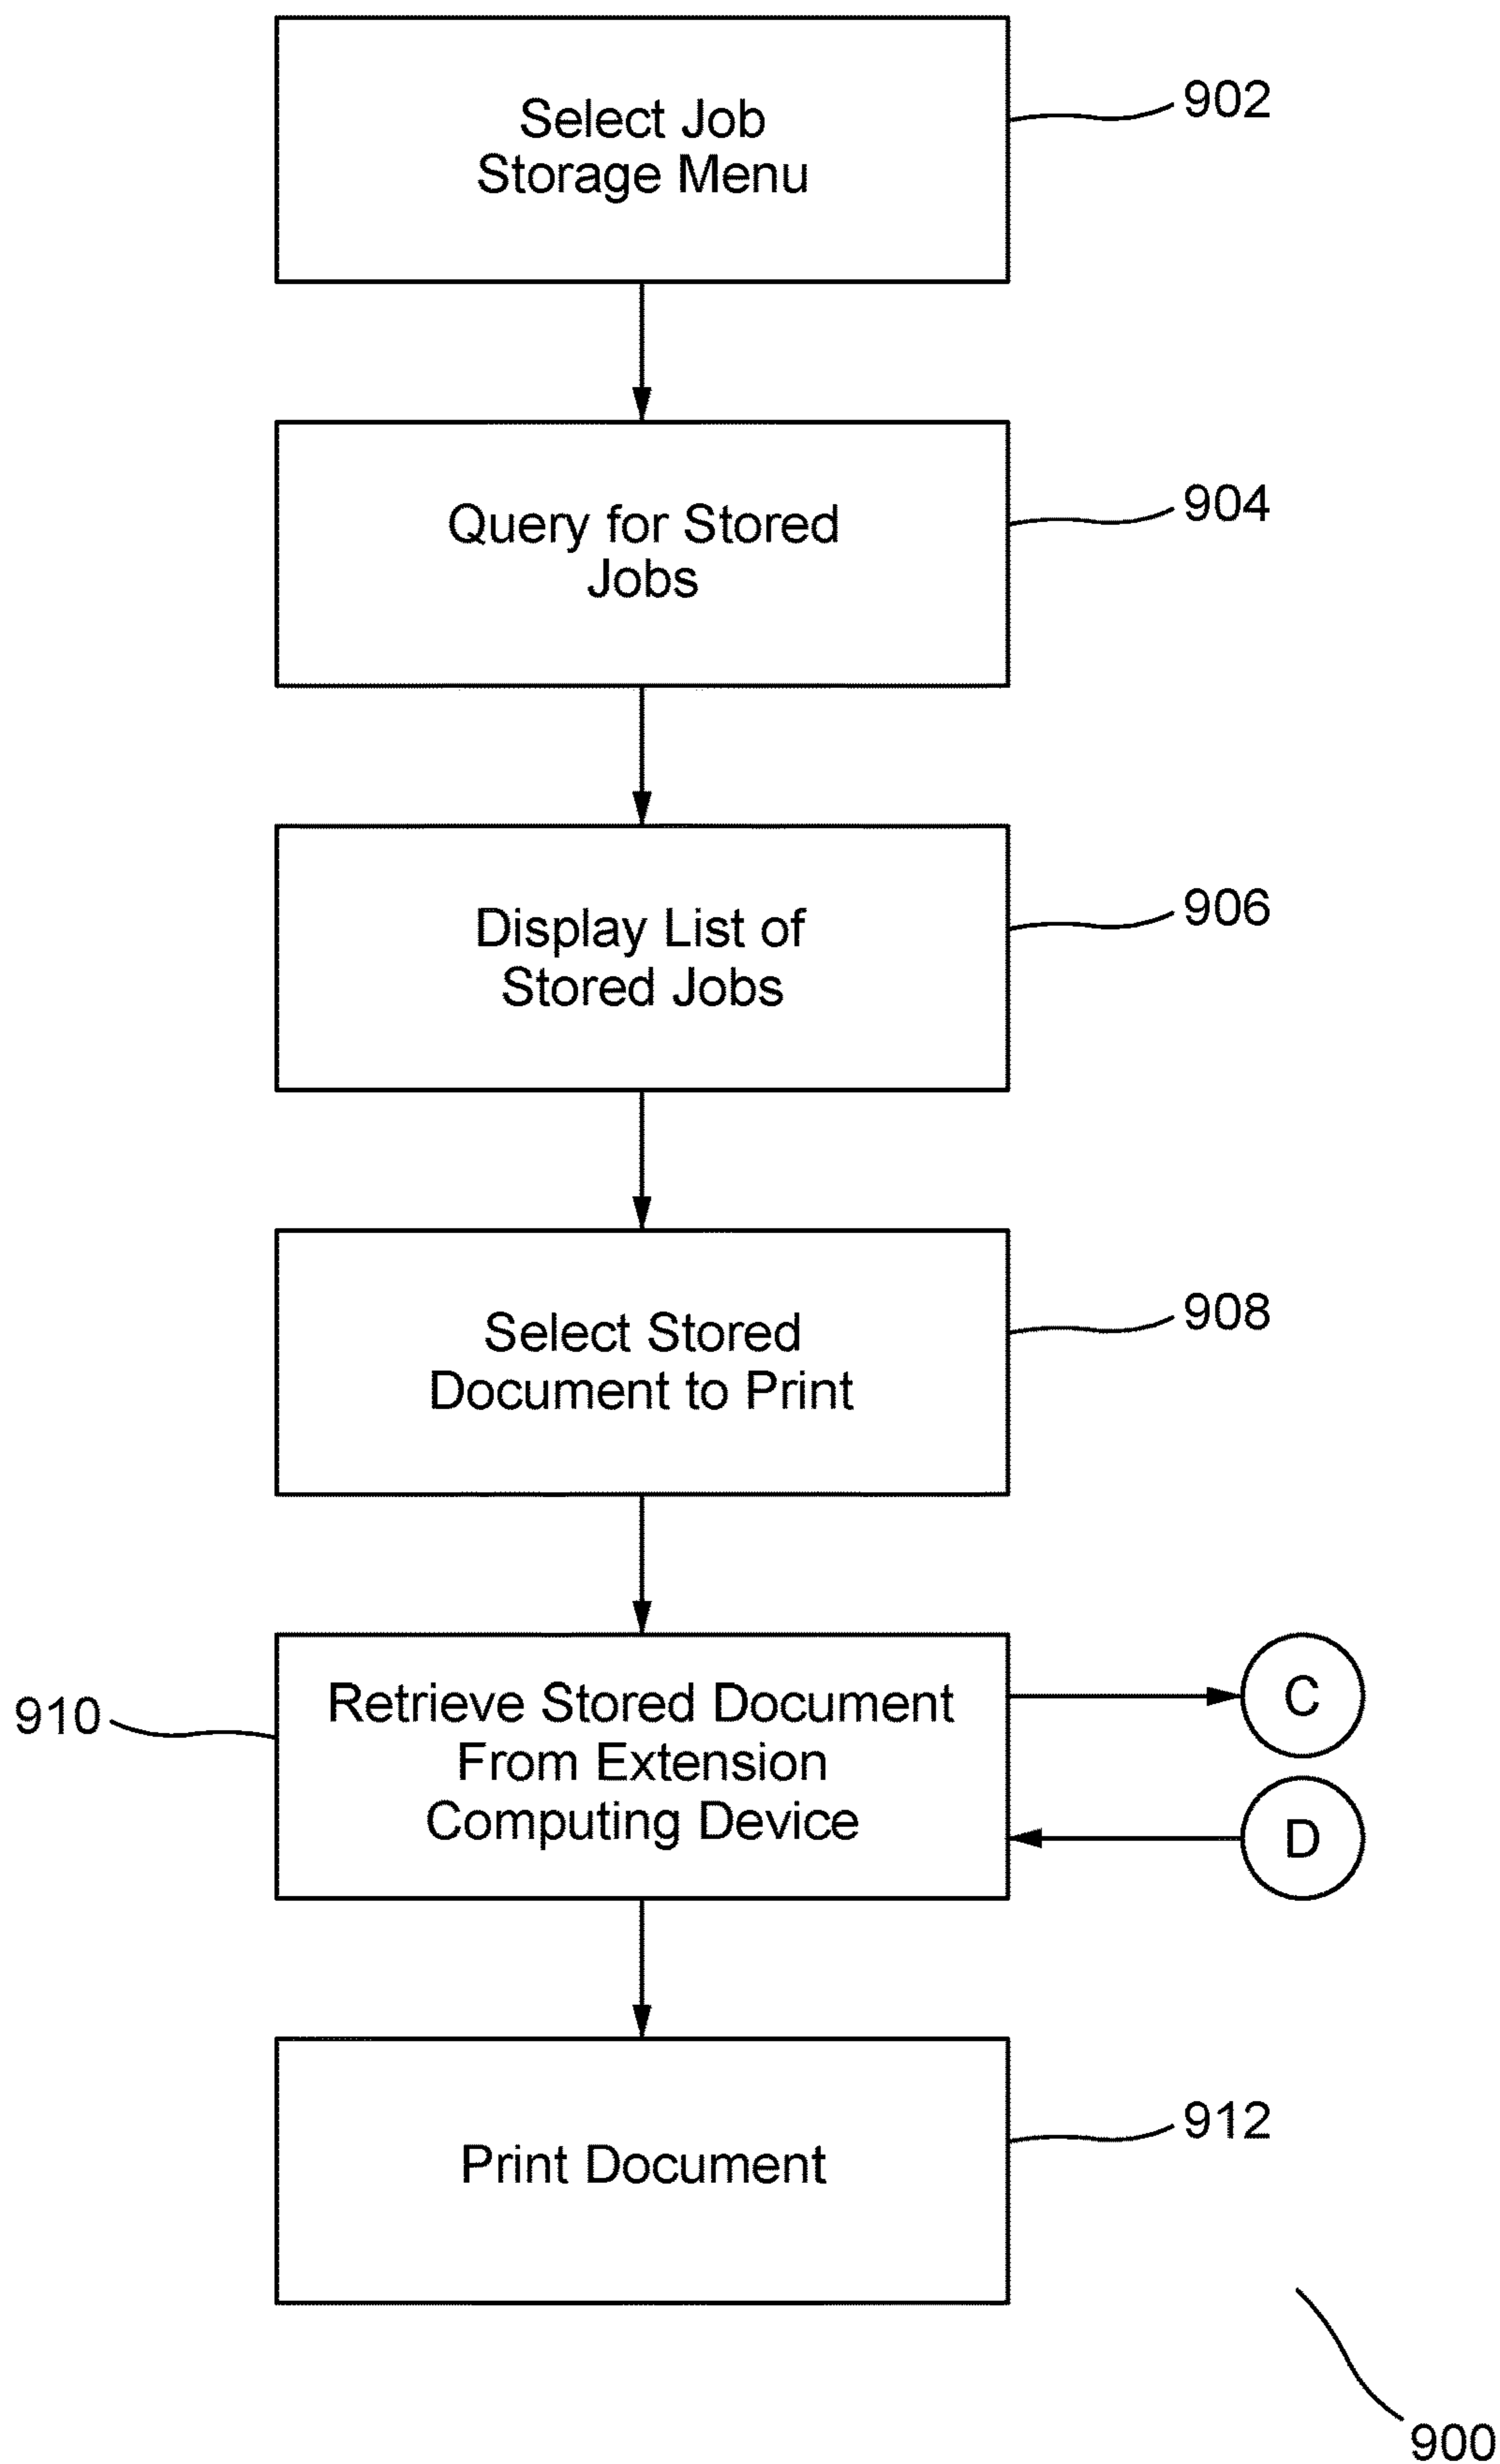 Select Job
Storage Menu
902
Query for Stored
Jobs
904
Display List of
Stored Jobs
906
Select Stored
Document to Print
908
910
Retrieve Stored Document
From Extension
Computing Device
C
D
Print Document
912
900